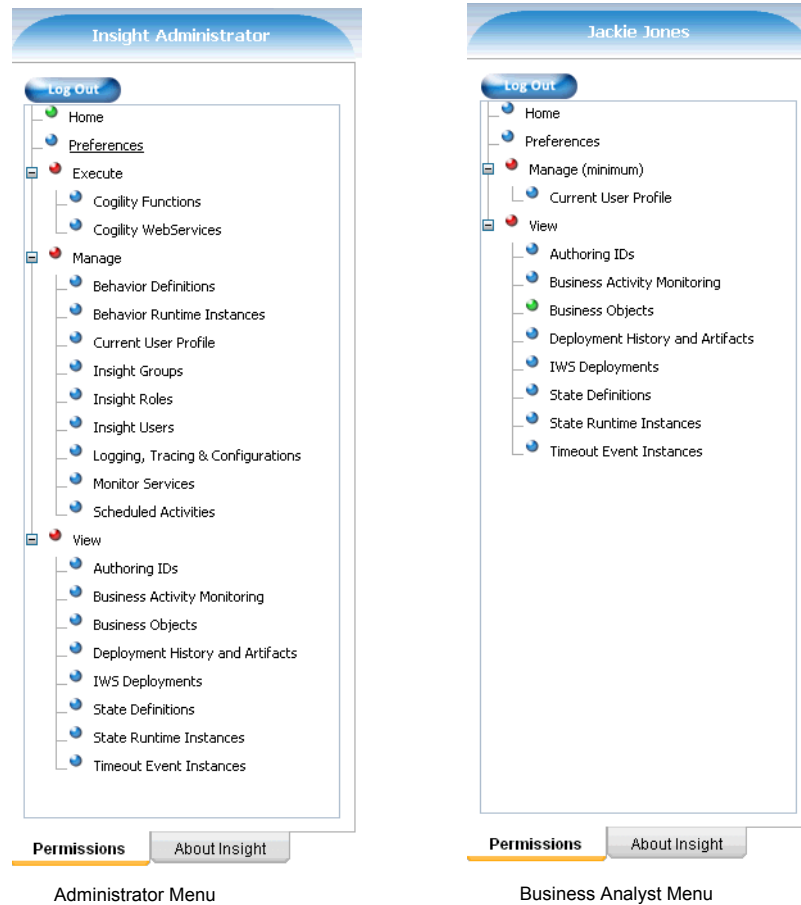 Insight Administrator
Log Out
Home
Preferences
Execute
Cogility Functions
Cogility WebServices
Manage
Behavior Definitions
Behavior Runtime Instances
Current User Profile
Insight Groups
Insight Roles
Insight Users
Logging, Tracing & Configurations
Monitor Services
Scheduled Activities
View
Authoring IDs
Business Activity Monitoring
Business Objects
Deployment History and Artifacts
IWS Deployments
State Definitions
State Runtime Instances
Timeout Event Instances
Permissions
About Insight
Administrator Menu
Jackie Jones
Log Out
Home
Preferences
Manage (minimum)
Current User Profile
View
Authoring IDs
Business Activity Monitoring
Business Objects
Deployment History and Artifacts
IWS Deployments
State Definitions
State Runtime Instances
Timeout Event Instances
Permissions
About Insight
Business Analyst Menu